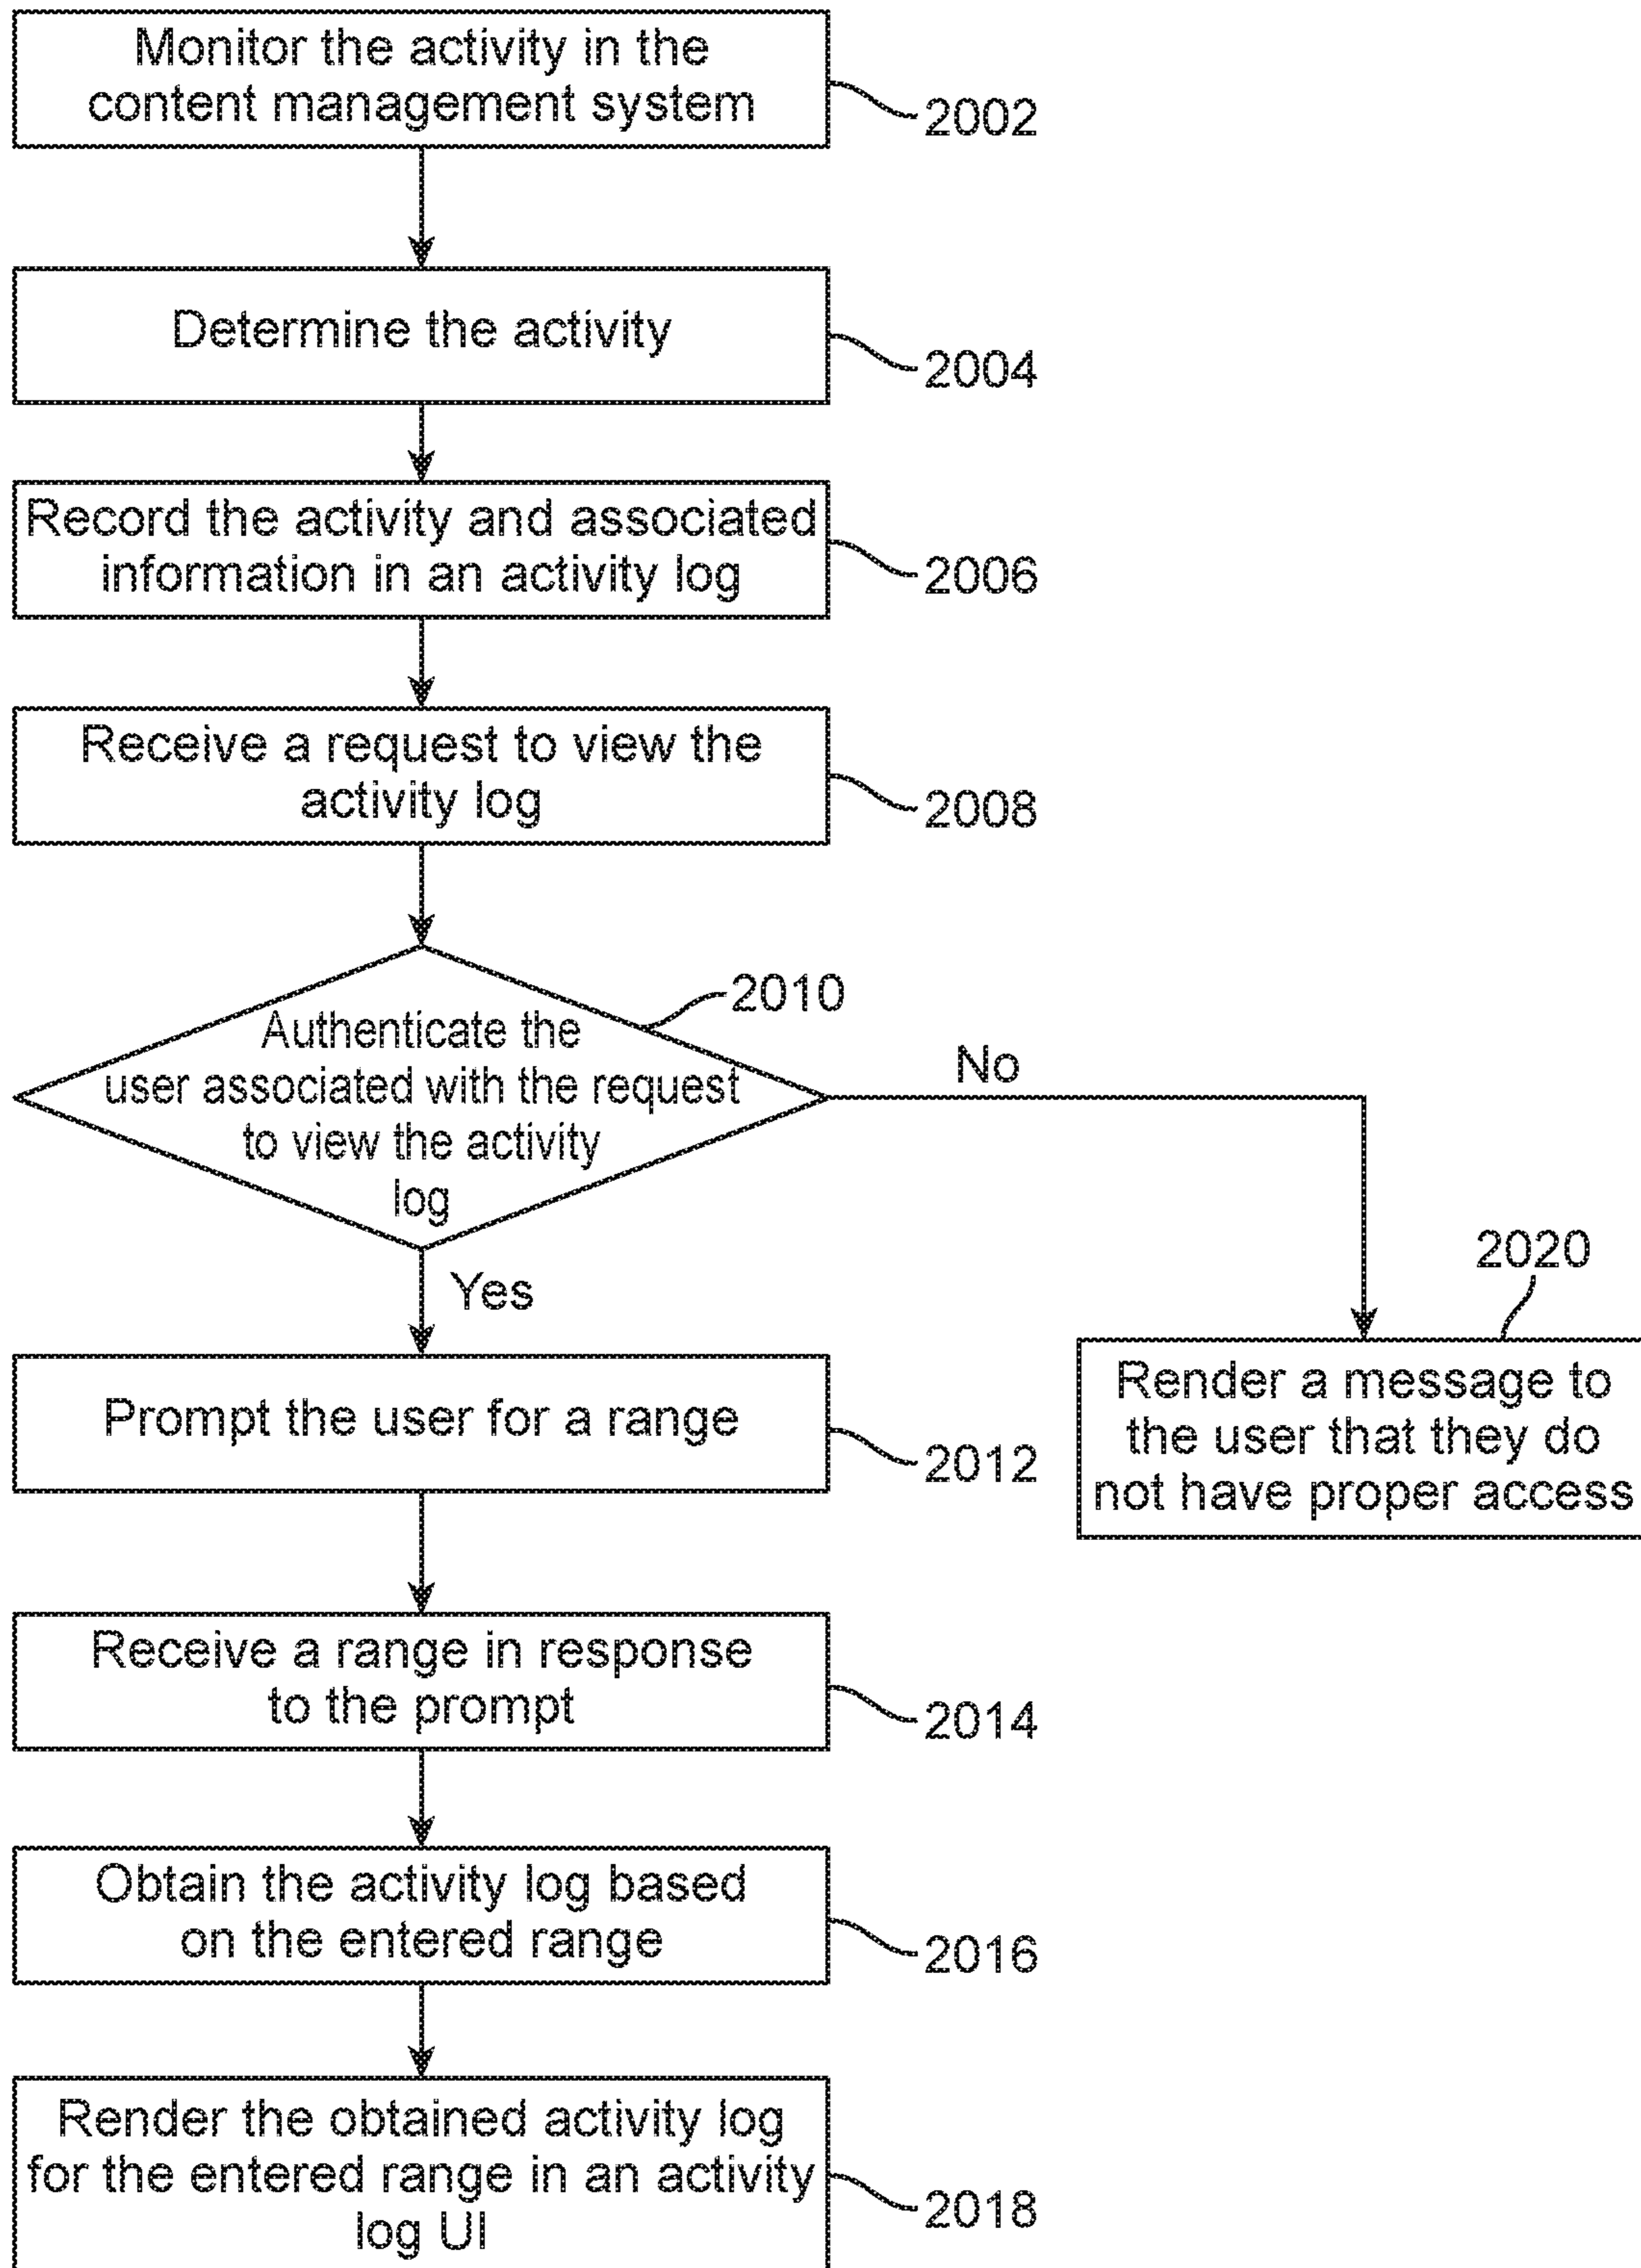 Monitor the activity in the
content management system
2002
Determine the activity
2004
Record the activity and associated
information in an activity log
2006
Receive a request to view the
activity log
2008
2010
Authenticate the
user associated with the request
to view the activity
log
No
Yes
2020
Render a message to
the user that they do
not have proper access
Prompt the user for a range
2012
Receive a range in response
to the prompt
2014
Obtain the activity log based
on the entered range
2016
Render the obtained activity log
for the entered range in an activity
log UI
2018